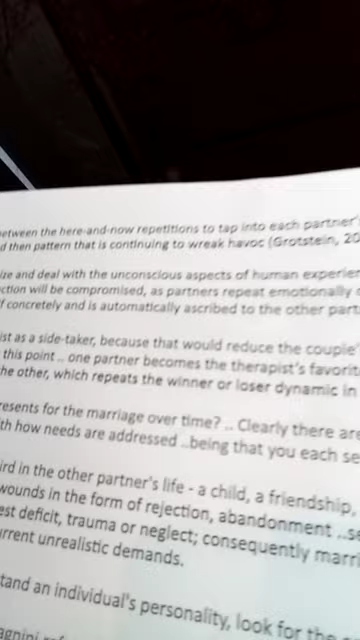 between the here-and-now repetitions to tap into each partner's
d then pattern that is continuing to wreak havoc (Grotstein, 20
ize and deal with the unconscious aspects of human experien
ction will be compromised, as partners repeat emotionally
f concretely and is automatically ascribed to the other part
ist as a side-taker, because that would reduce the couple'
this point .. one partner becomes the therapist's favorit
he other, which repeats the winner or loser dynamic in
resents for the marriage over time? .. Clearly there are
th how needs are addressed ..being that you each se
ird in the other partner's life - a child, a friendship,
wounds in the form of rejection, abandonment ..se
est deficit, trauma or neglect; consequently marri
urrent unrealistic demands.
tand an individual's personality, look for the